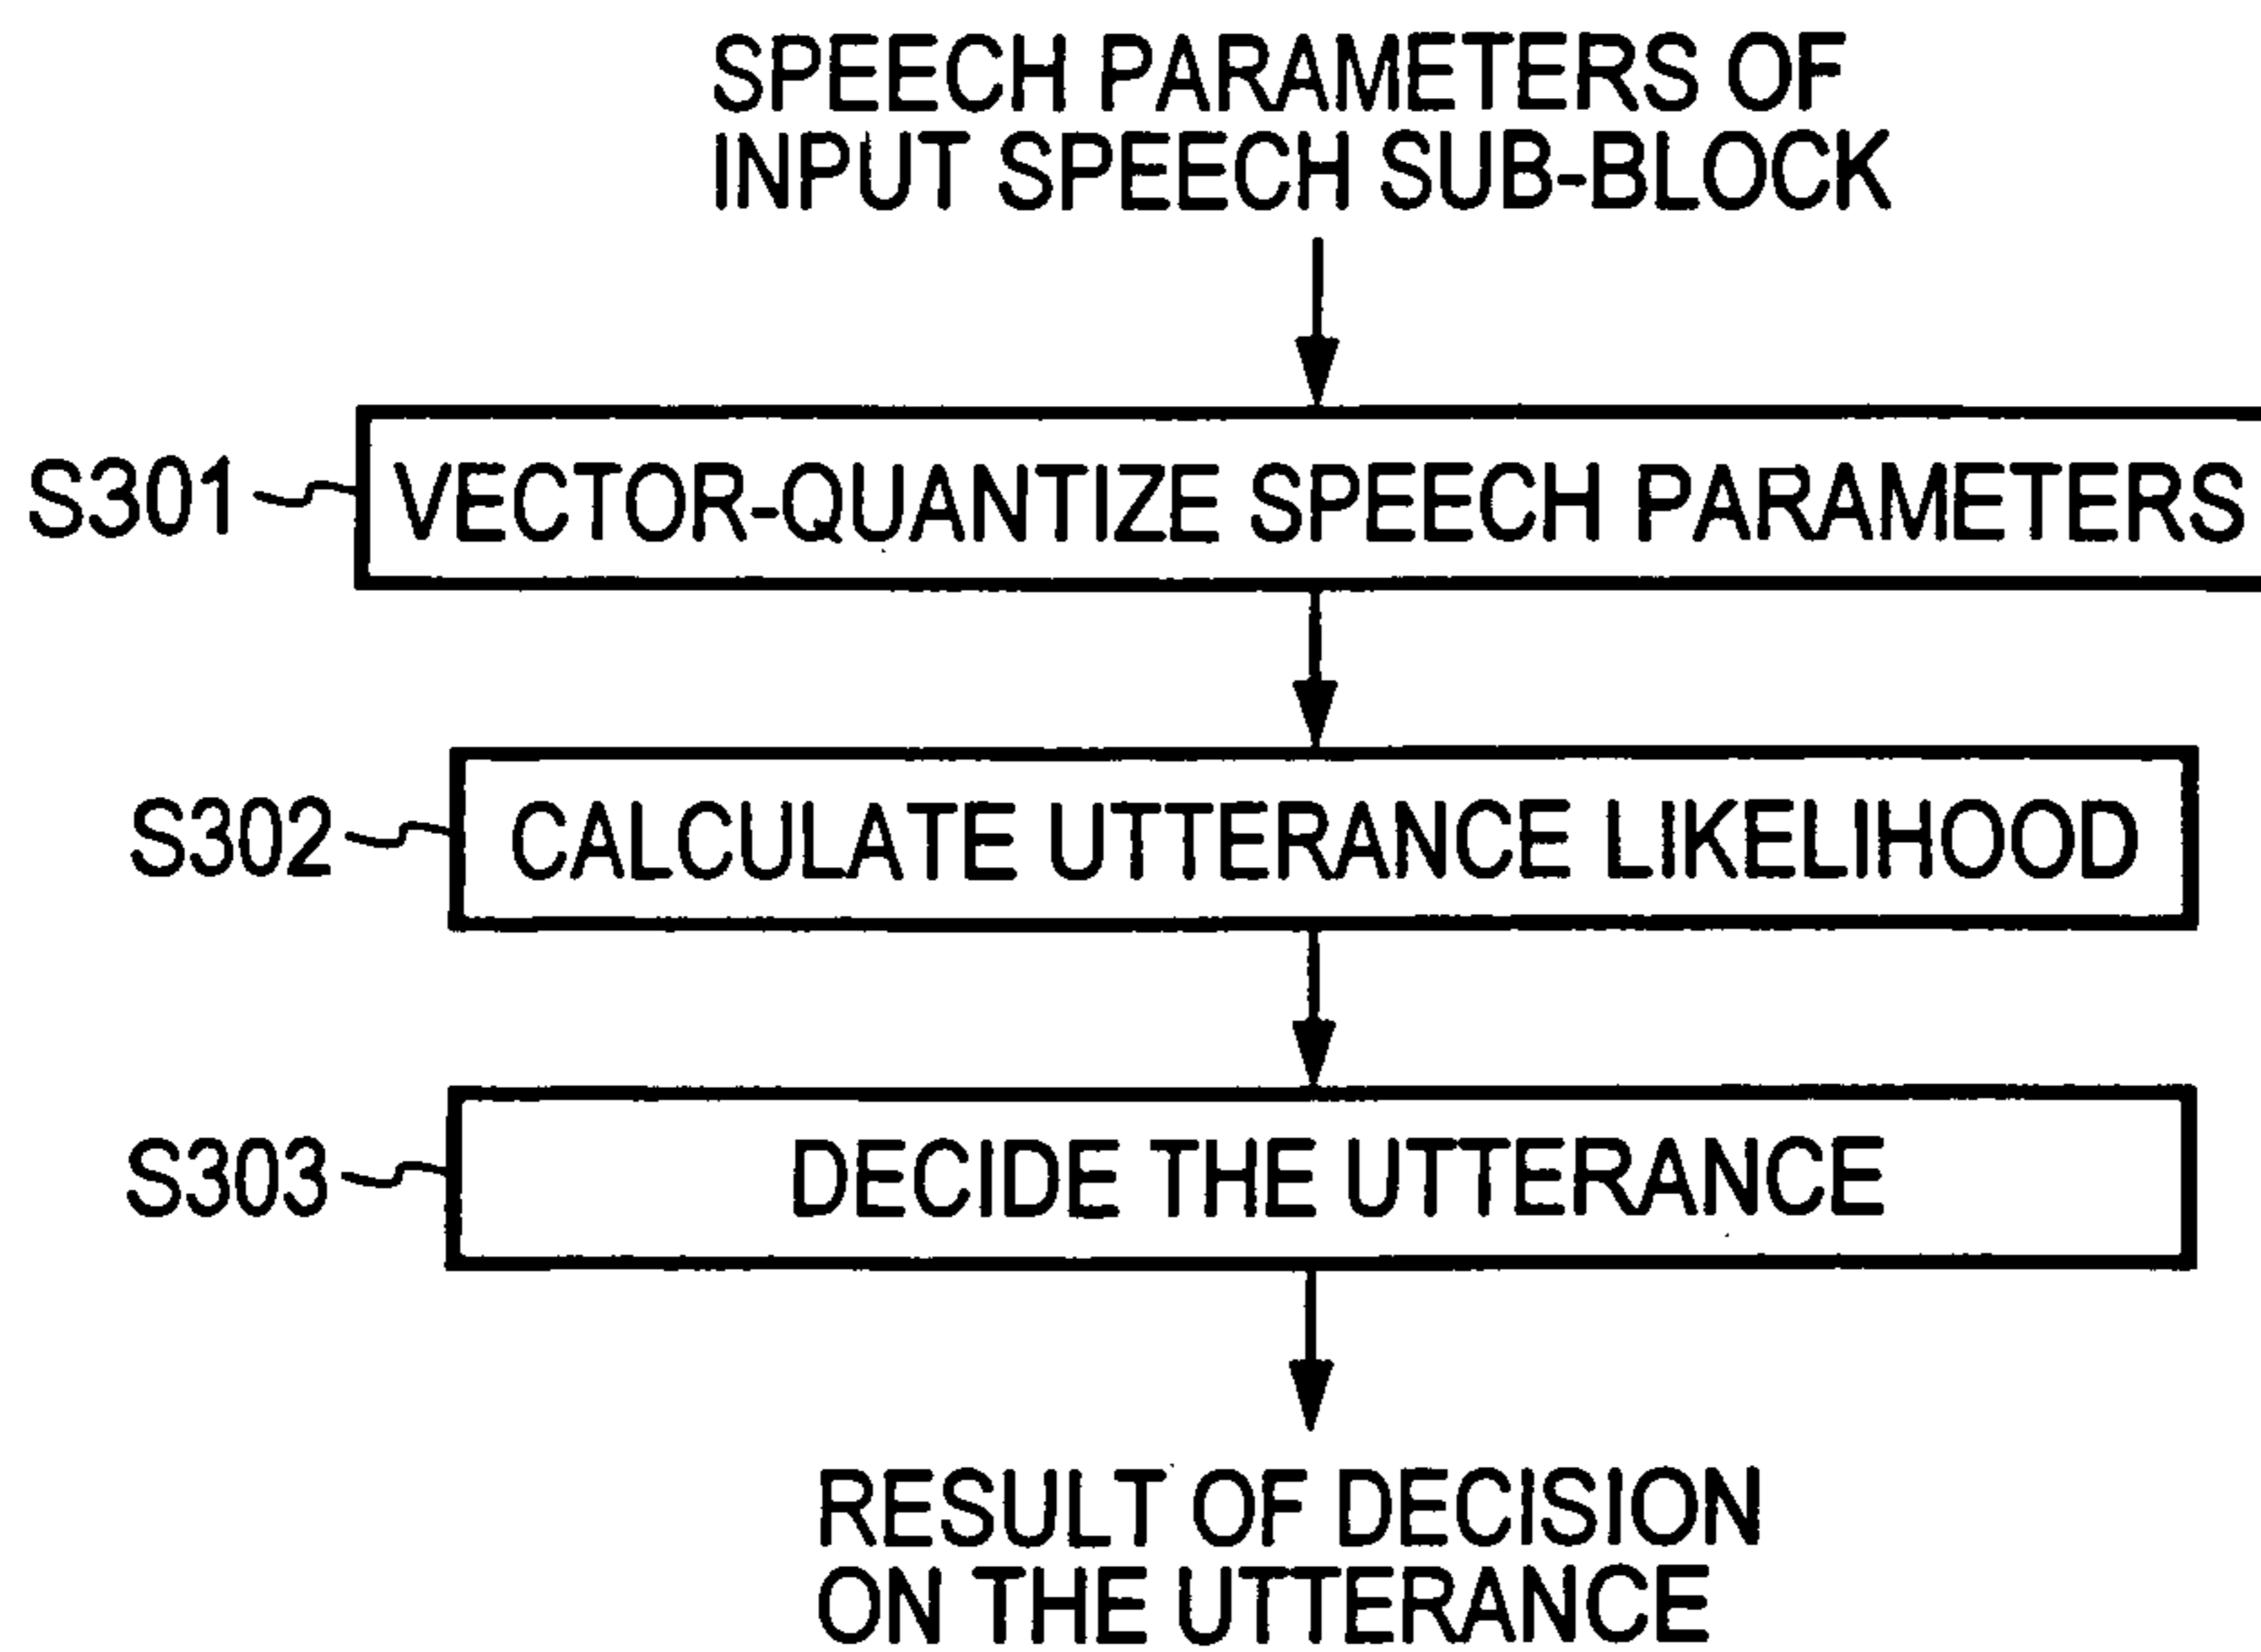 SPEECH PARAMETERS OF
INPUT SPEECH SUB-BLOCK
S301 VECTOR-QUANTIZE SPEECH PARAMETERS
S302 CALCULATE UTTERANCE LIKELIHOOD
S303 DECIDE THE UTTERANCE
RESULT OF DECISION
ON THE UTTERANCE